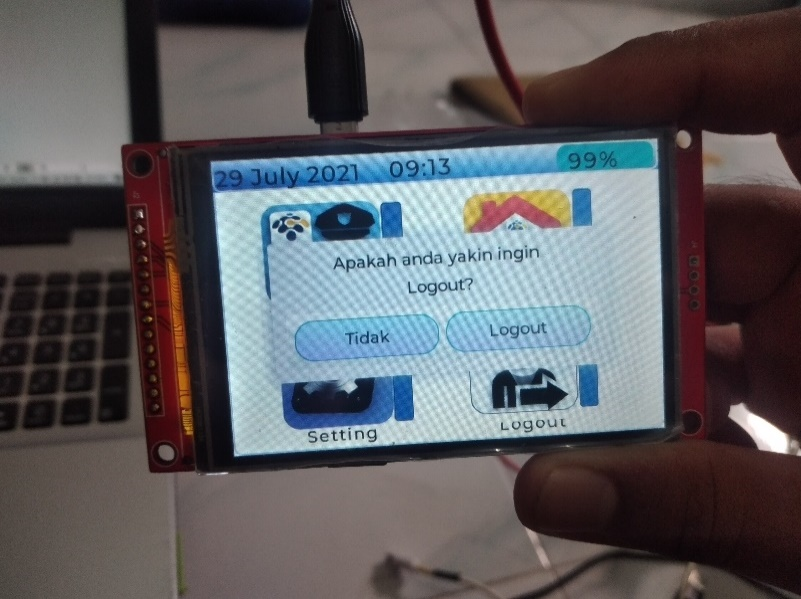 29 July 2021 09:13 99%
Apakah anda yakin ingin
Logout?
Tidak Logout
Setting Logout